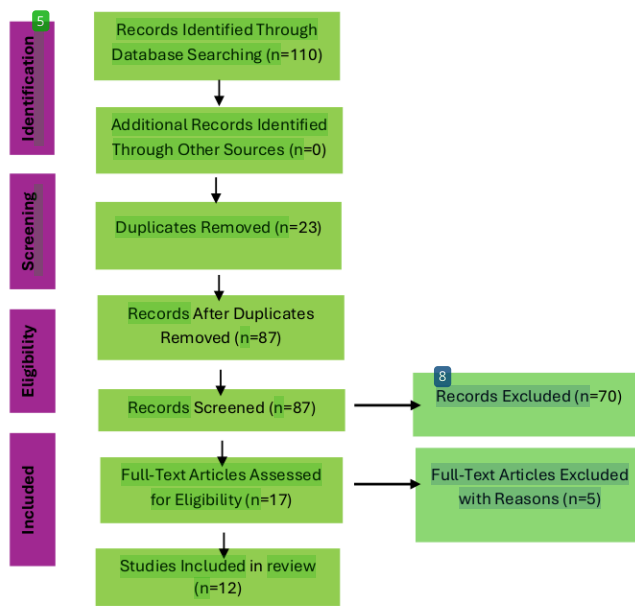 5
Identification
Records Identified Through
Database Searching (n=110)
Additional Records Identified
Through Other Sources (n=0)
Screening
Duplicates Removed (n=23)
Eligibility
Records After Duplicates
Removed (n=87)
8
Records Screened (n=87)
Records Excluded (n=70)
Included
Full-Text Articles Assessed
for Eligibility (n=17)
Full-Text Articles Excluded
with Reasons (n=5)
Studies Included in review
(n=12)